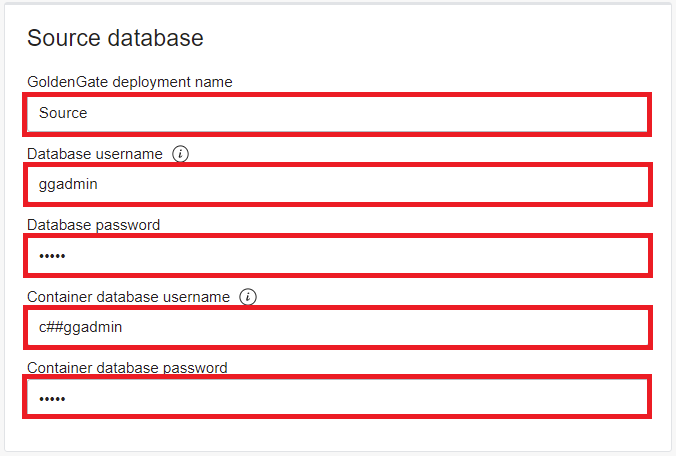 Source database
GoldenGate deployment name
Source
Database username i
ggadmin
Database password
•••••
Container database username i
c##ggadmin
Container database password
•••••